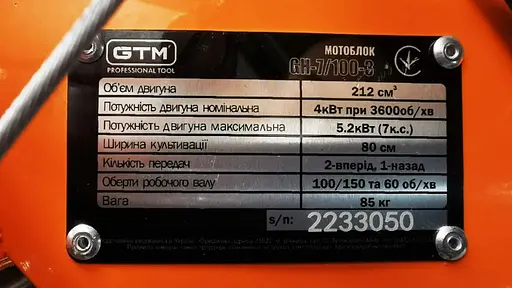 GTM
PROFESSIONAL TOOL
МОТОБЛОК
GH-7/100-3
Об'єм двигуна 212 см³
Потужність двигуна номінальна 4кВт при 3600об/хв
Потужність двигуна максимальна 5.2кВт (7к.с.)
Ширина культивації 80 см
Кількість передач 2-вперід, 1-назад
Оберти робочого валу 100/150 та 60 об/хв
Вага 85 кг
s/n: 2233050